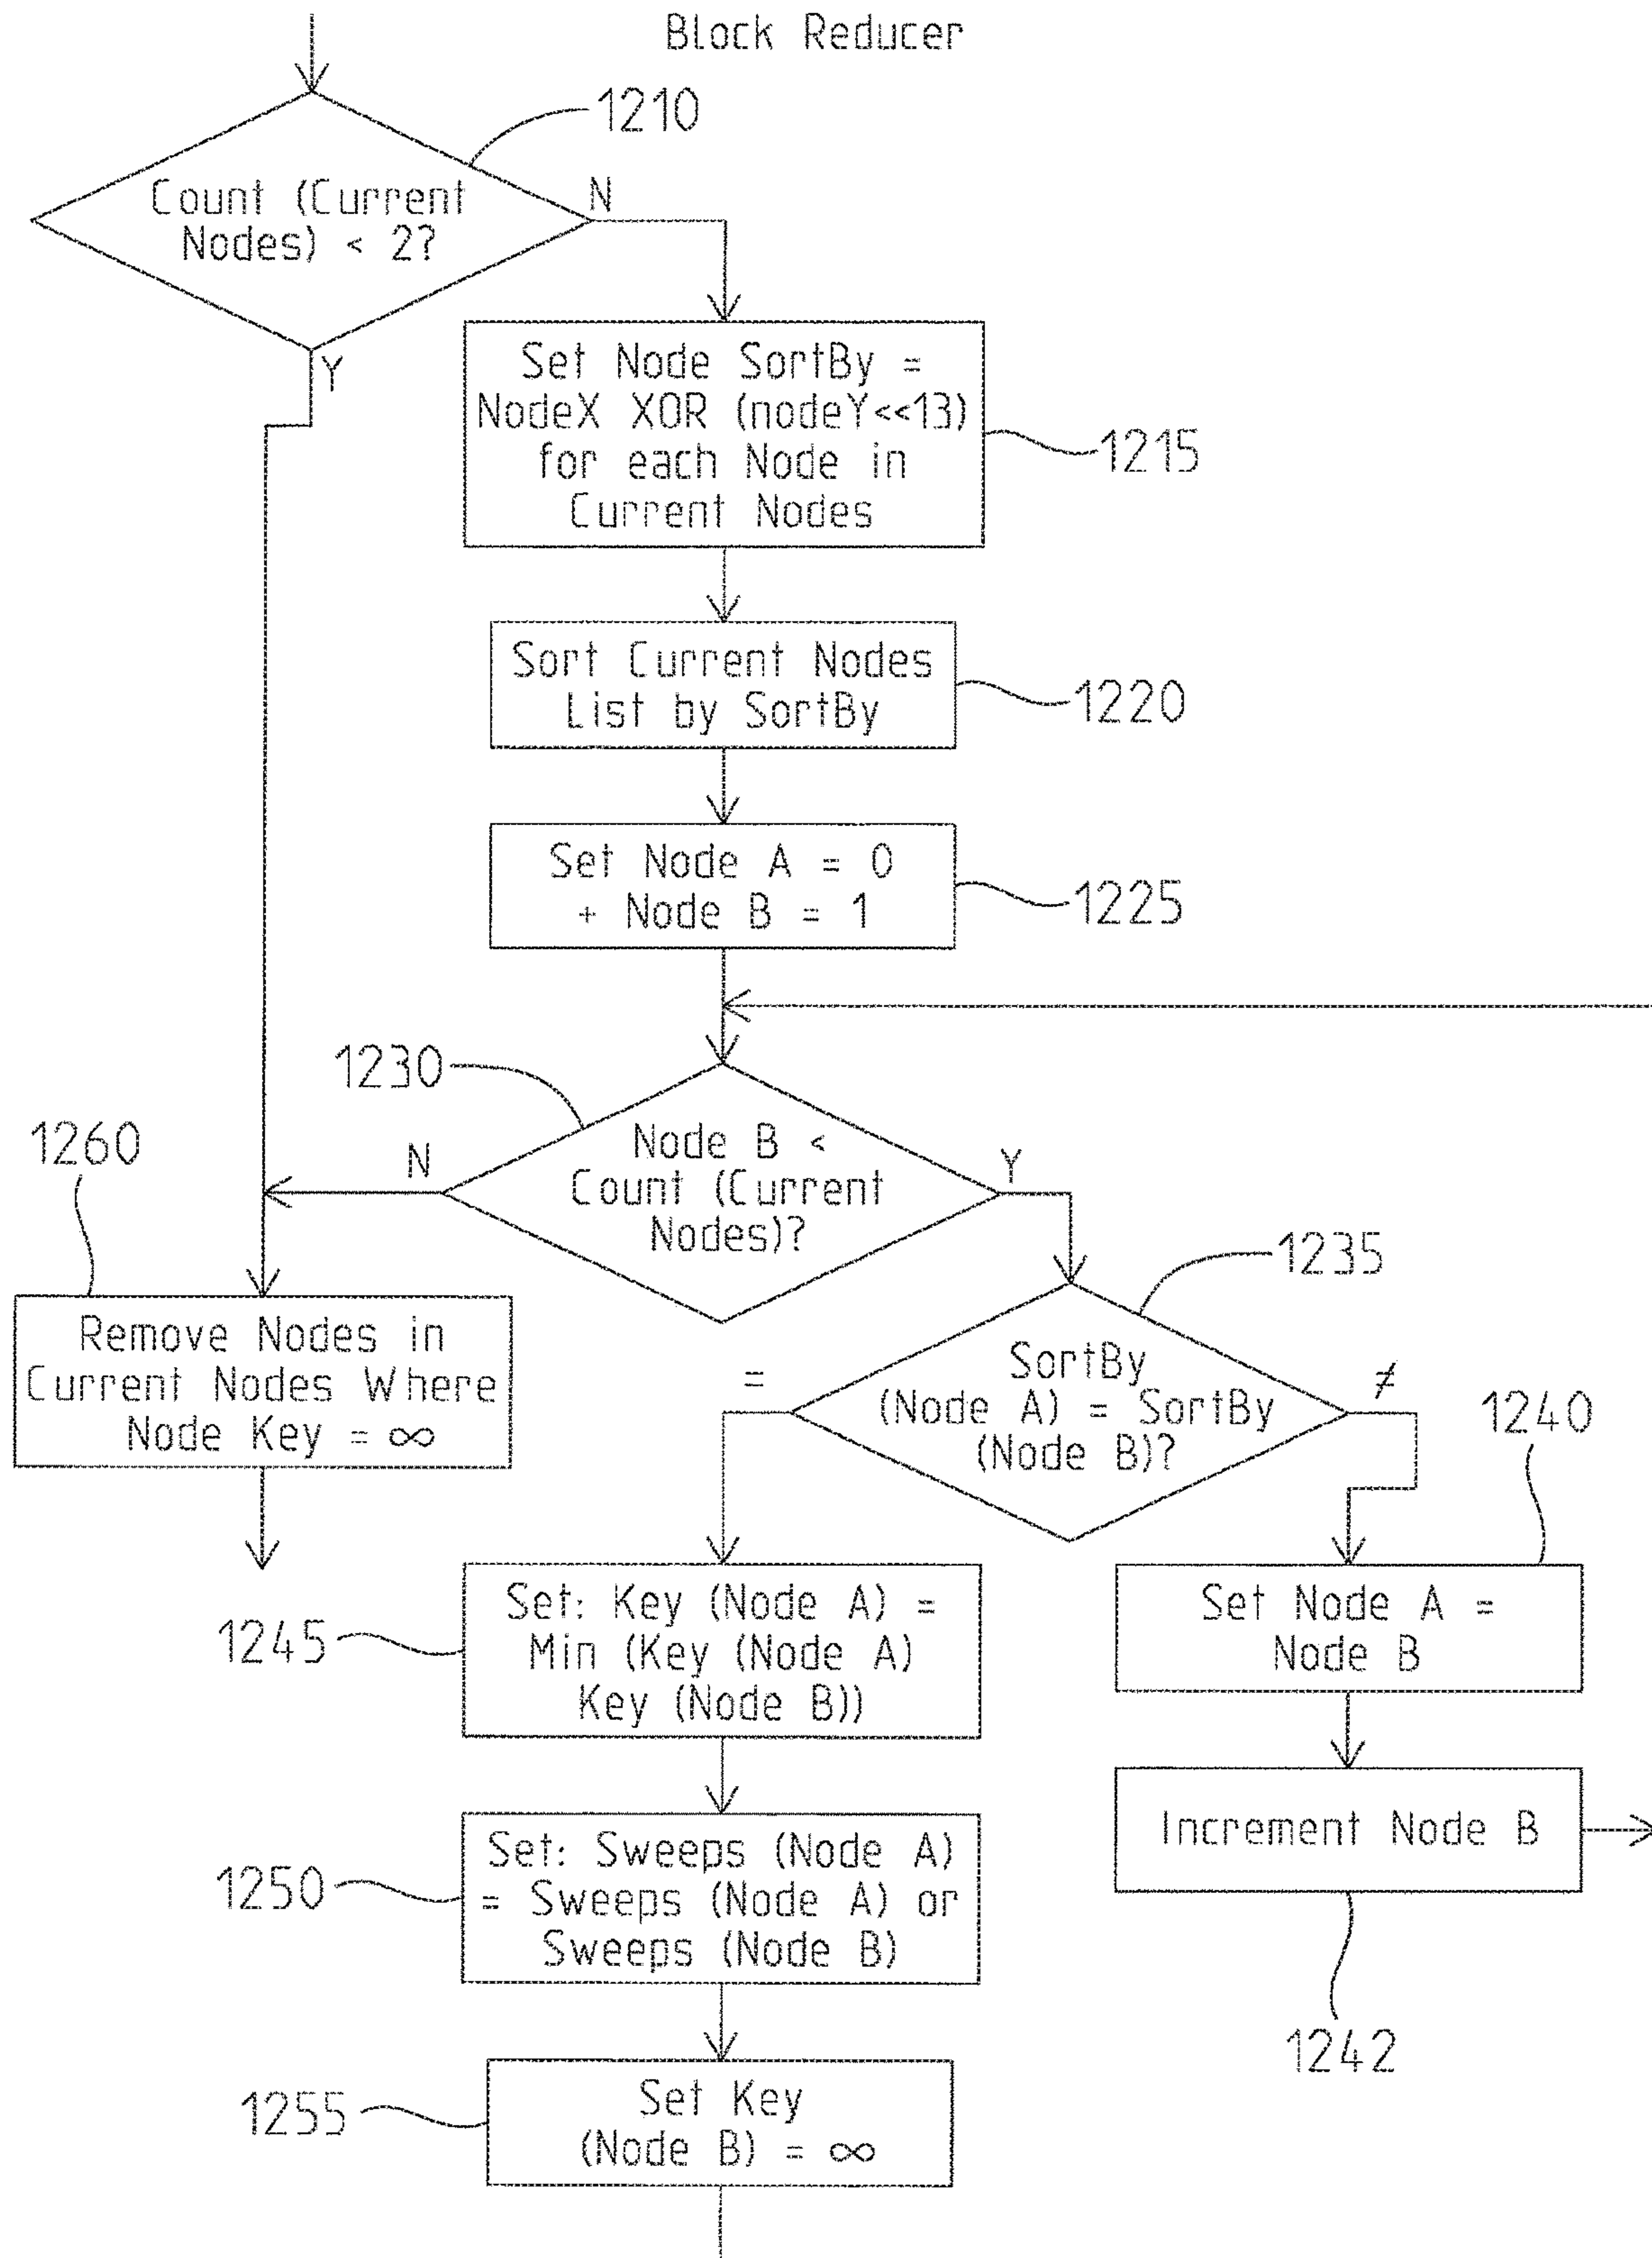 Block Reducer
1210
Count (Current
Nodes) < 2?
N
Y
Set Node SortBy =
NodeX XOR (nodeY<<13)
for each Node in
Current Nodes
1215
Sort Current Nodes
List by SortBy
1220
Set Node A = 0
+ Node B = 1
1225
1230
Node B <
Count (Current
Nodes)?
N
Y
1260
Remove Nodes in
Current Nodes Where
Node Key = ∞
1235
SortBy
(Node A) = SortBy
(Node B)?
=
≠
1240
Set Node A =
Node B
1245
Set: Key (Node A) =
Min (Key (Node A)
Key (Node B))
Increment Node B
1242
1250
Set: Sweeps (Node A)
= Sweeps (Node A) or
Sweeps (Node B)
1255
Set Key
(Node B) = ∞